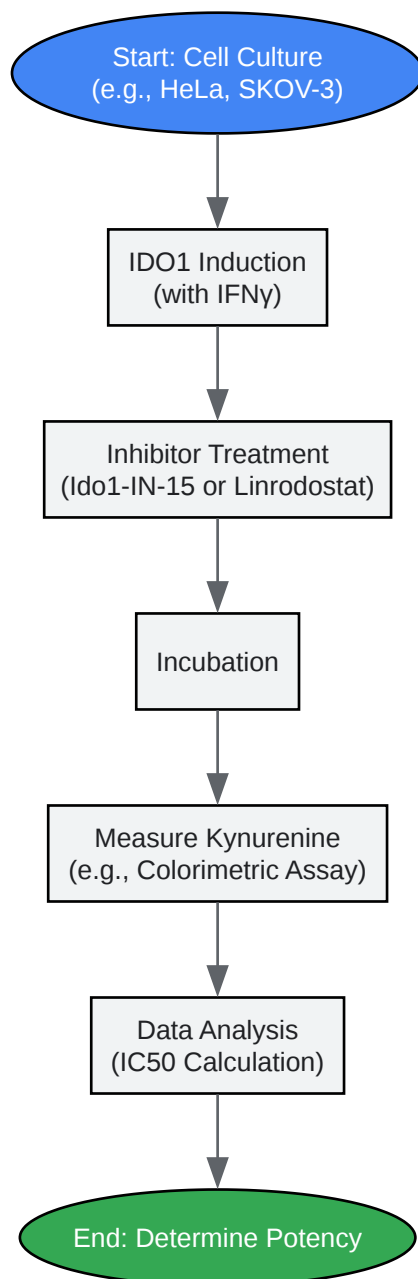 Start: Cell Culture
(e.g., HeLa, SKOV-3)
IDO1 Induction
(with IFNγ)
Inhibitor Treatment
(Ido1-IN-15 or Linrodostat)
Incubation
Measure Kynurenine
(e.g., Colorimetric Assay)
Data Analysis
(IC50 Calculation)
End: Determine Potency